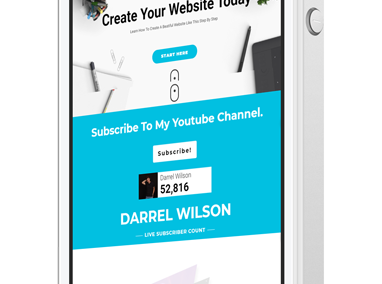 Create Your Website Today
Learn How To Create A Beatiful Website Like This Step By Step
START HERE
Subscribe To My Youtube Channel.
Subscribe!
Darrel Wilson
52,816
DARREL WILSON
LIVE SUBSCRIBER COUNT